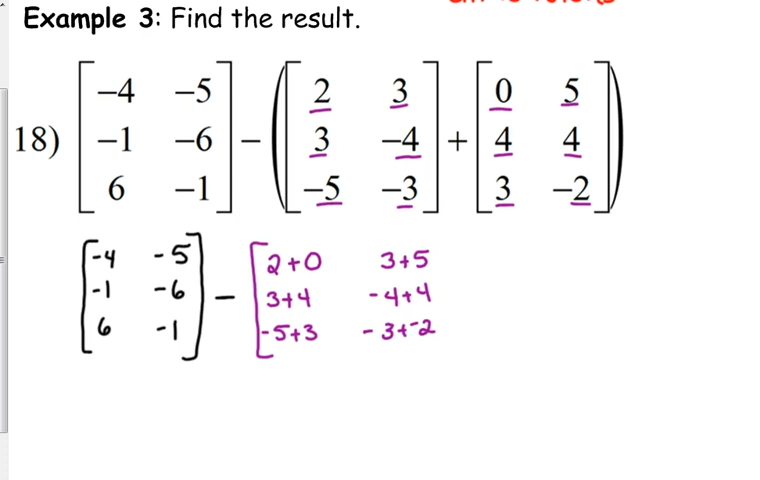 Example 3: Find the result.
18) [-4 -5] - ([2 3] + [0 5])
[-1 -6] [3 -4] [4 4]
[6 -1] [-5 -3] [3 -2]
[-4 -5] - [2+0 3+5
[-1 -6] [3+4 -4+4
[6 -1] [-5+3 -3+-2